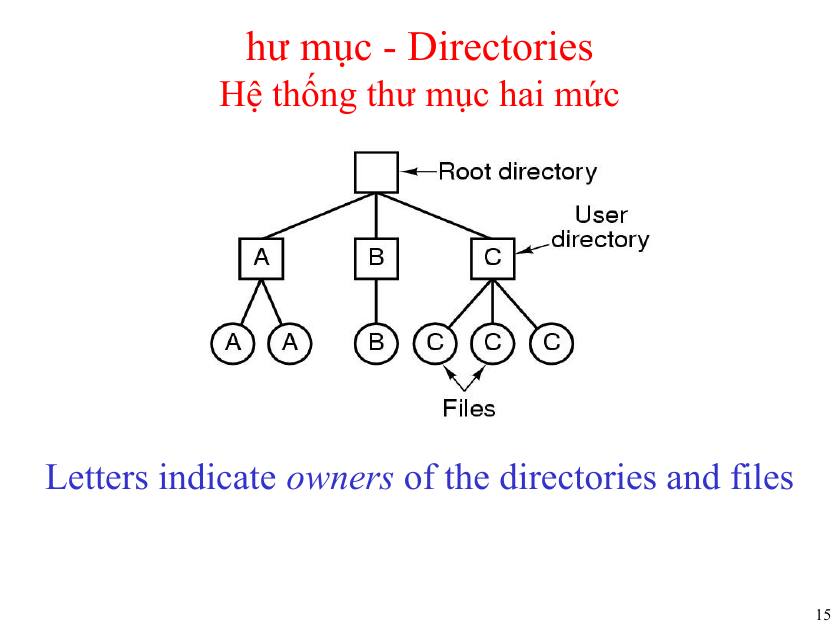 hư mục - Directories
Hệ thống thư mục hai mức
Root directory
User
directory
A
B
C
A
A
B
C
C
C
Files
Letters indicate owners of the directories and files
15